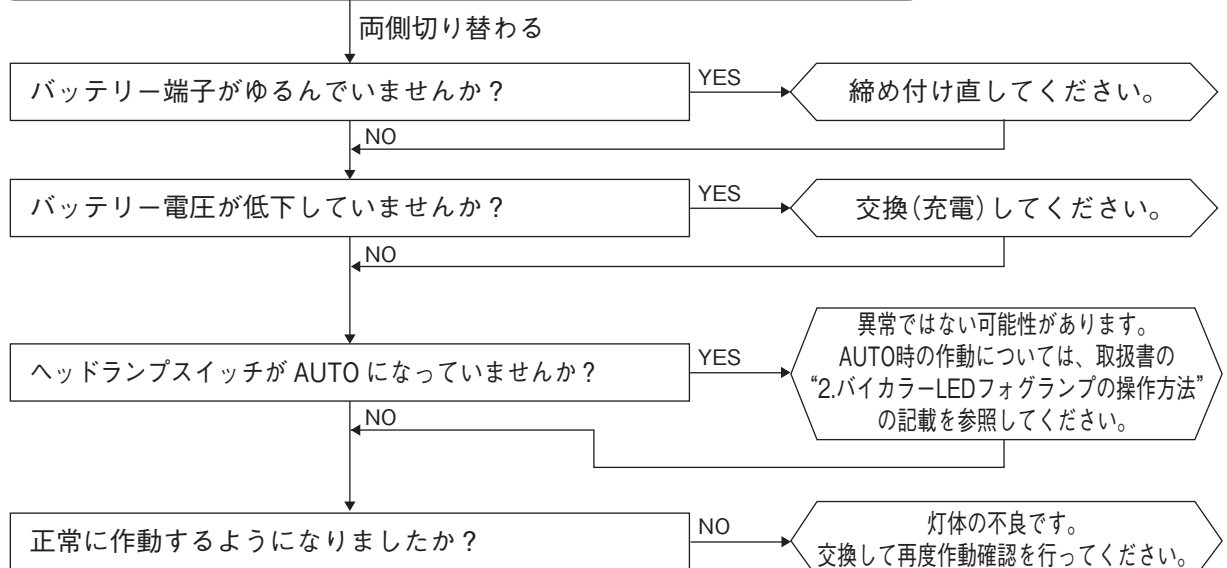 両側切り替わる
バッテリー端子がゆるんでいませんか？
YES
締め付け直してください。
NO
バッテリー電圧が低下していませんか？
YES
交換(充電)してください。
NO
ヘッドランプスイッチが AUTO になっていませんか？
YES
異常ではない可能性があります。
AUTO時の作動については、取扱書の
“2.バイカラーLEDフォグランプの操作方法”
の記載を参照してください。
NO
正常に作動するようになりましたか？
NO
灯体の不良です。
交換して再度作動確認を行ってください。